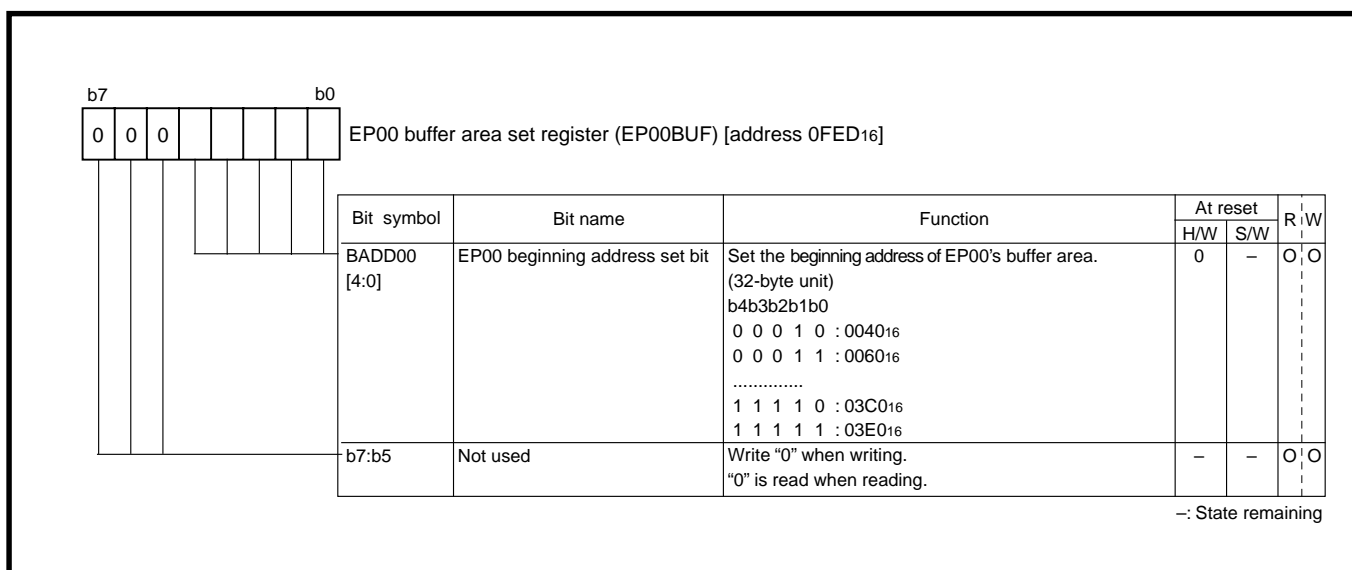 b7 b0
0 0 0
EP00 buffer area set register (EP00BUF) [address 0FED16]
Bit symbol Bit name Function At reset R W
H/W S/W
BADD00 EP00 beginning address set bit Set the beginning address of EP00’s buffer area. 0 – O O
[4:0] (32-byte unit)
b4b3b2b1b0
0 0 0 1 0 : 004016
0 0 0 1 1 : 006016
..............
1 1 1 1 0 : 03C016
1 1 1 1 1 : 03E016
b7:b5 Not used Write “0” when writing. – – O O
“0” is read when reading.
–: State remaining